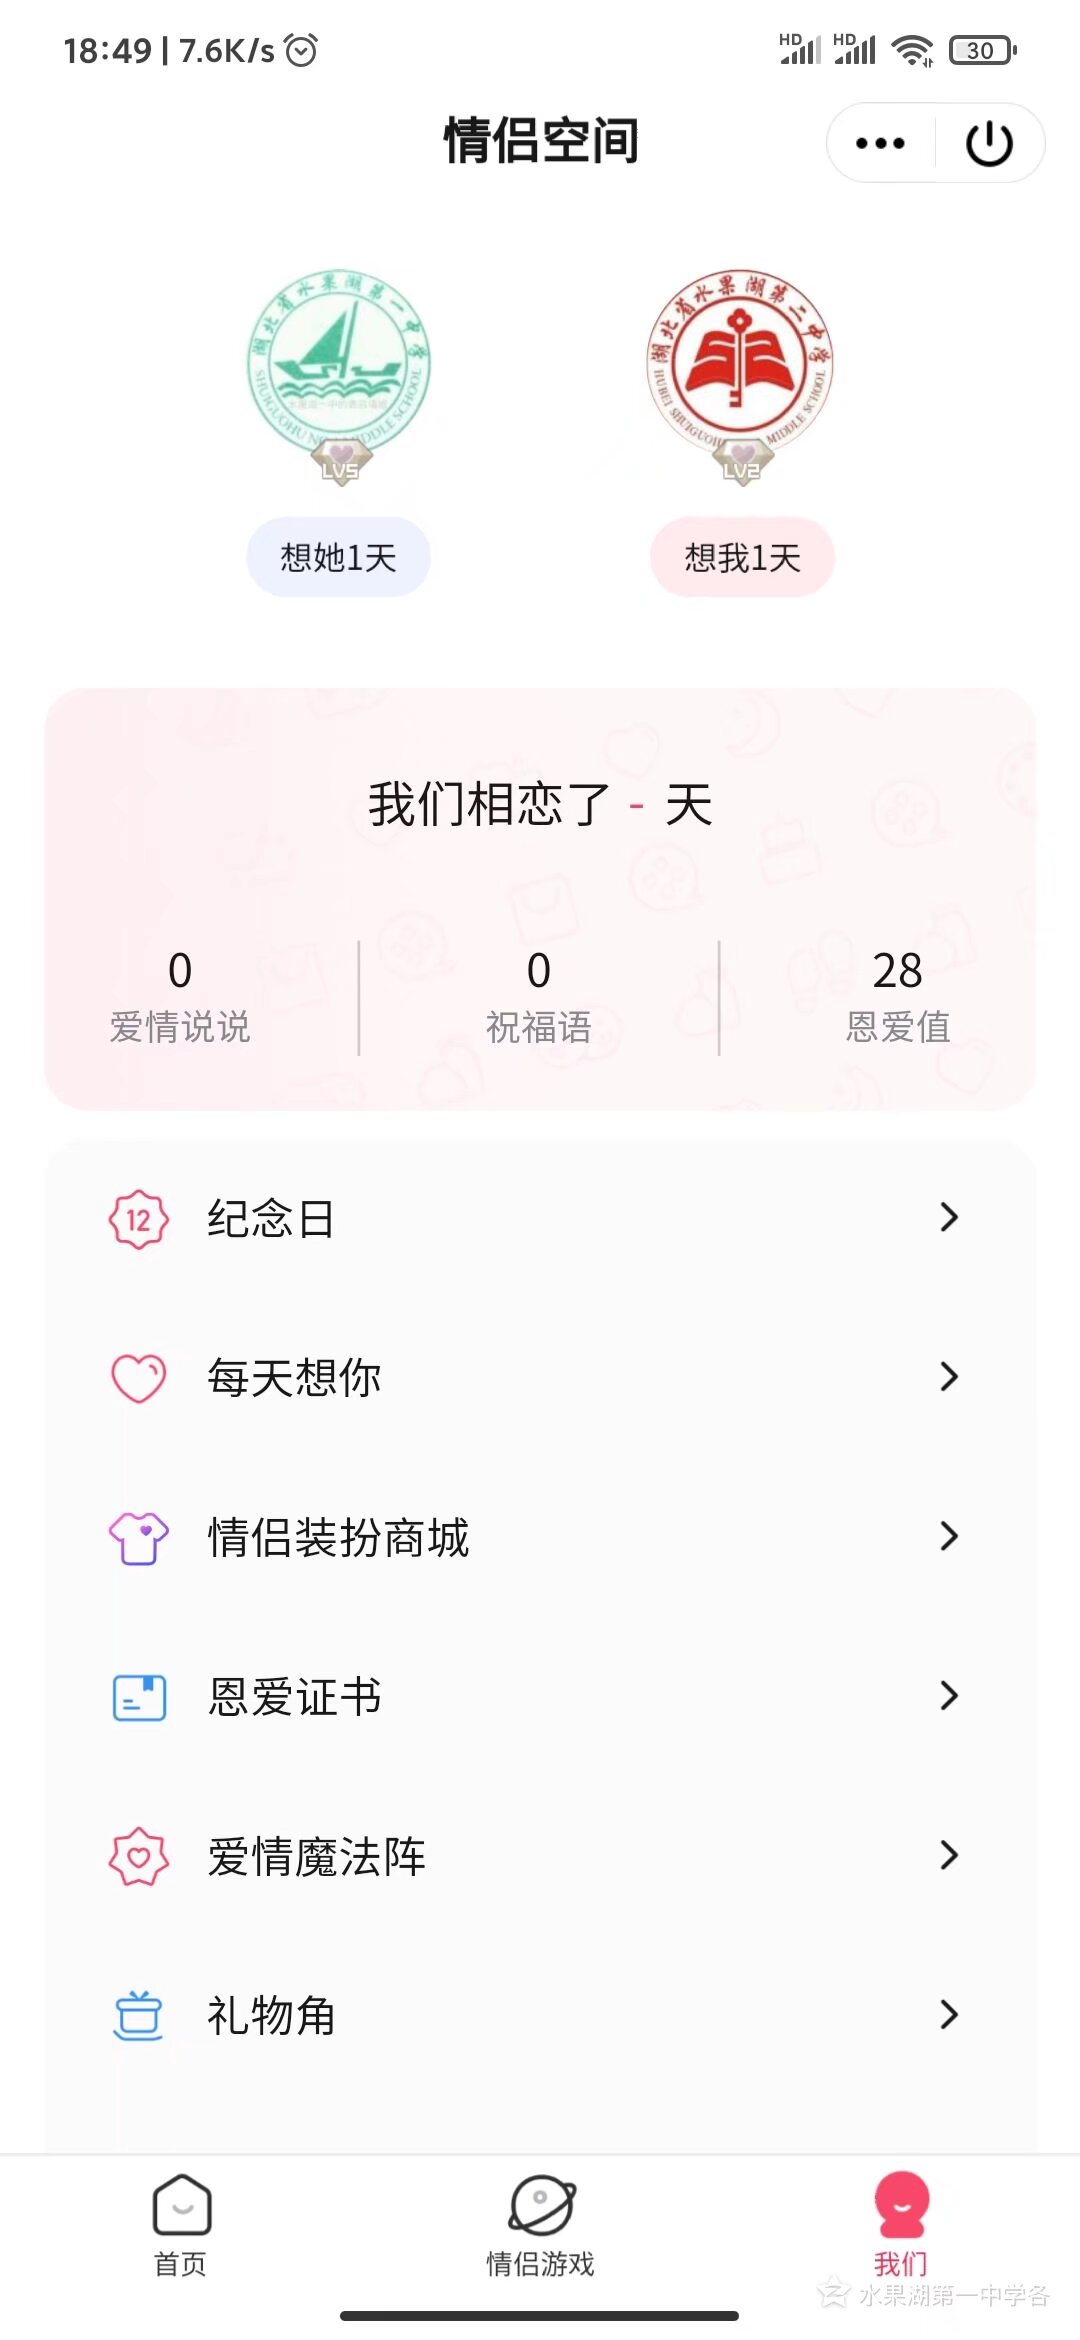 18:49 | 7.6K/s
HD HD 30
情侣空间
湖北省水果湖第一中学
湖北省水果湖第二中学
HUBEI SHUIGUOHU
MIDDLE SCHOOL
LV5
LV2
想她1天
想我1天
我们相恋了 - 天
0
0
28
爱情说说
祝福语
恩爱值
12
纪念日
每天想你
情侣装扮商城
恩爱证书
爱情魔法阵
礼物角
首页
情侣游戏
我们
水果湖第一中学各